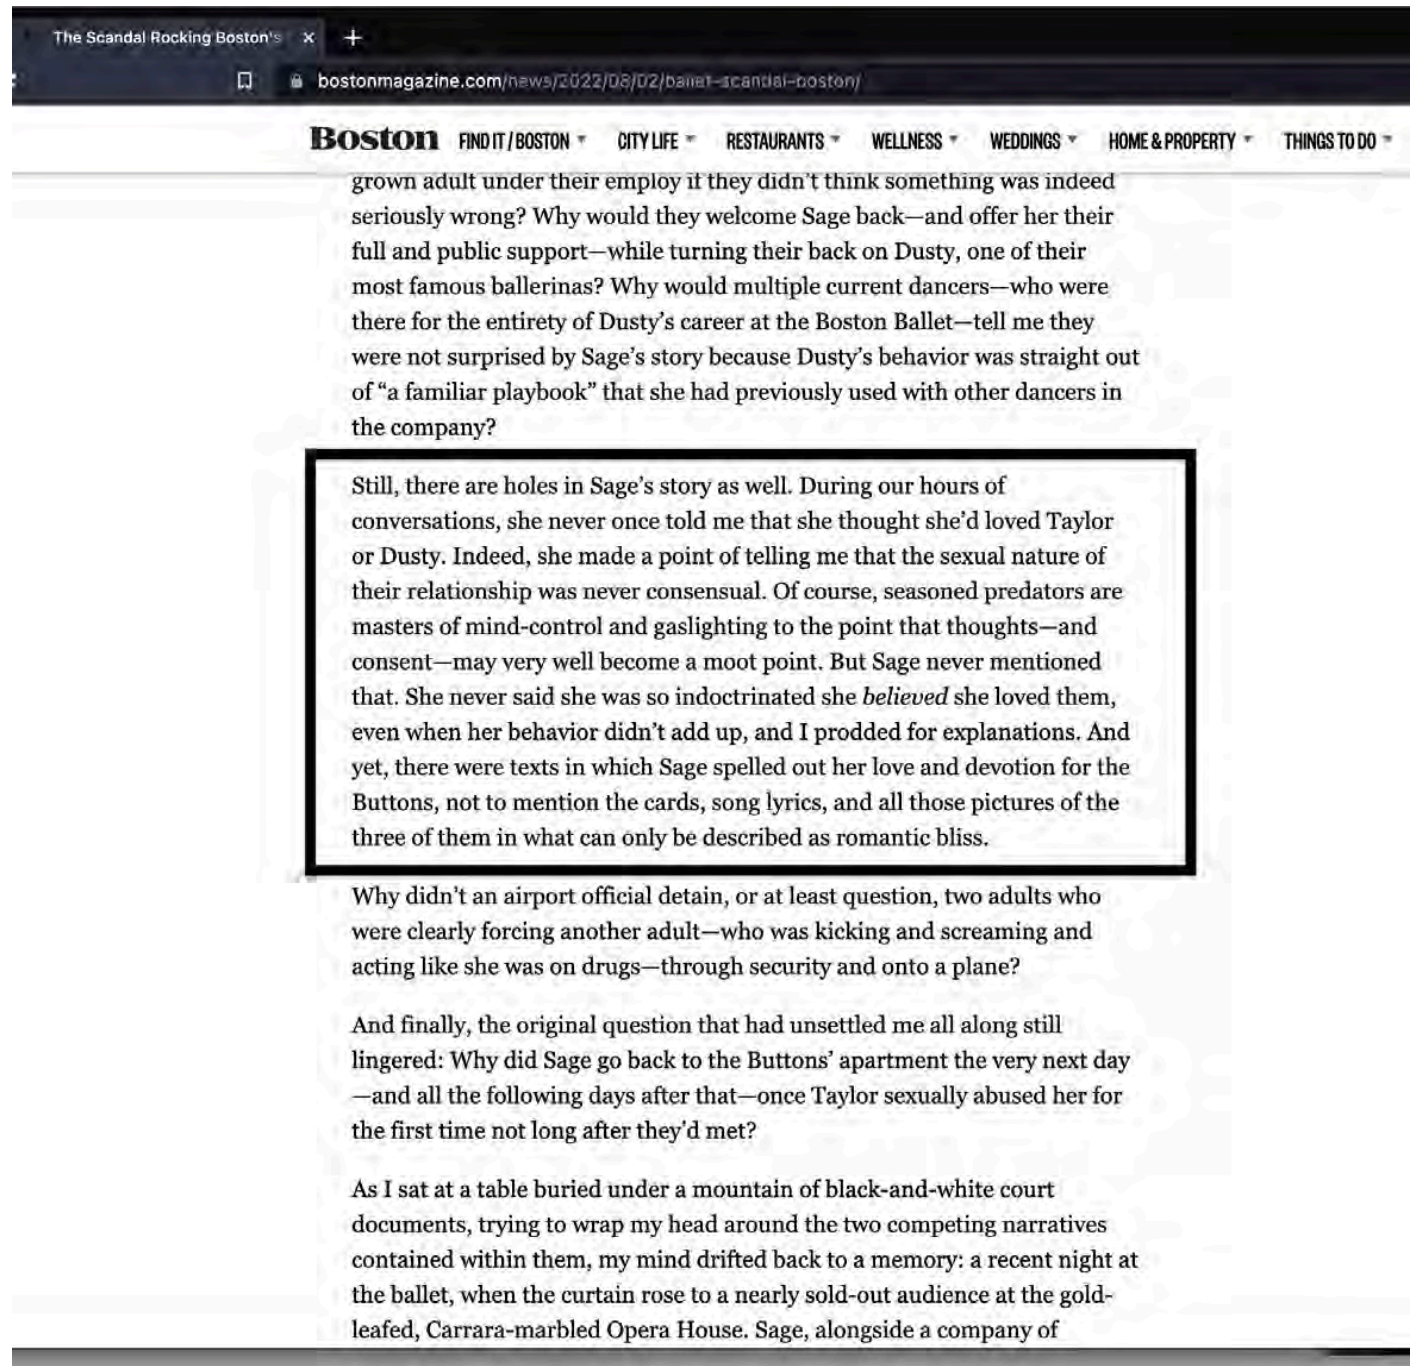 The Scandal Rocking Boston's × +
bostonmagazine.com/news/2022/08/02/ballet-scandal-boston/
Boston FIND IT / BOSTON CITY LIFE RESTAURANTS WELLNESS WEDDINGS HOME & PROPERTY THINGS TO DO
grown adult under their employ if they didn't think something was indeed
seriously wrong? Why would they welcome Sage back—and offer her their
full and public support—while turning their back on Dusty, one of their
most famous ballerinas? Why would multiple current dancers—who were
there for the entirety of Dusty's career at the Boston Ballet—tell me they
were not surprised by Sage's story because Dusty's behavior was straight out
of “a familiar playbook” that she had previously used with other dancers in
the company?
Still, there are holes in Sage's story as well. During our hours of
conversations, she never once told me that she thought she'd loved Taylor
or Dusty. Indeed, she made a point of telling me that the sexual nature of
their relationship was never consensual. Of course, seasoned predators are
masters of mind-control and gaslighting to the point that thoughts—and
consent—may very well become a moot point. But Sage never mentioned
that. She never said she was so indoctrinated she believed she loved them,
even when her behavior didn't add up, and I prodded for explanations. And
yet, there were texts in which Sage spelled out her love and devotion for the
Buttons, not to mention the cards, song lyrics, and all those pictures of the
three of them in what can only be described as romantic bliss.
Why didn't an airport official detain, or at least question, two adults who
were clearly forcing another adult—who was kicking and screaming and
acting like she was on drugs—through security and onto a plane?
And finally, the original question that had unsettled me all along still
lingered: Why did Sage go back to the Buttons' apartment the very next day
—and all the following days after that—once Taylor sexually abused her for
the first time not long after they'd met?
As I sat at a table buried under a mountain of black-and-white court
documents, trying to wrap my head around the two competing narratives
contained within them, my mind drifted back to a memory: a recent night at
the ballet, when the curtain rose to a nearly sold-out audience at the gold-
leafed, Carrara-marbled Opera House. Sage, alongside a company of